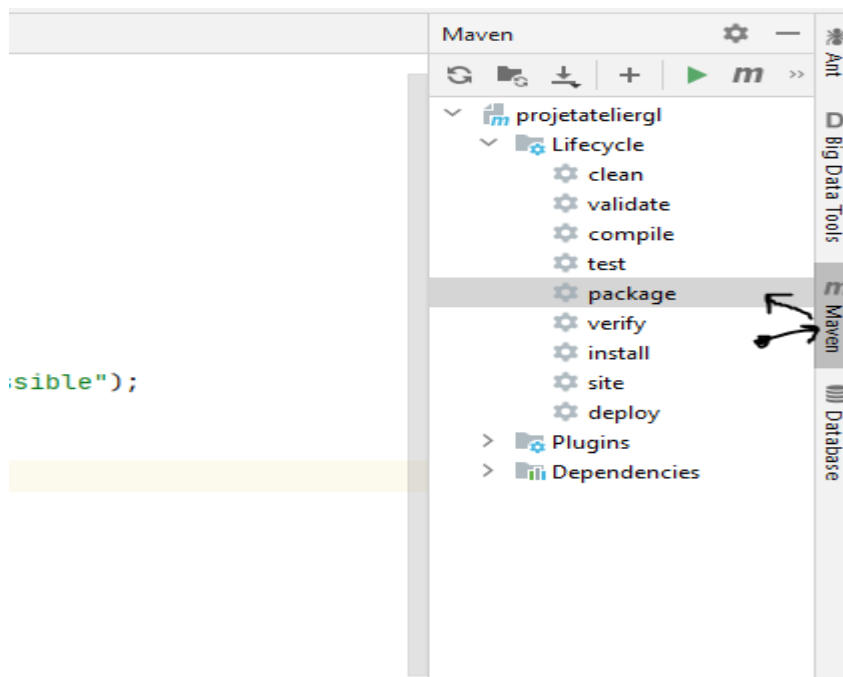 Maven
projetateliergl
Lifecycle
clean
validate
compile
test
package
verify
install
site
deploy
Plugins
Dependencies
sible");
Ant
Big Data Tools
Maven
Database